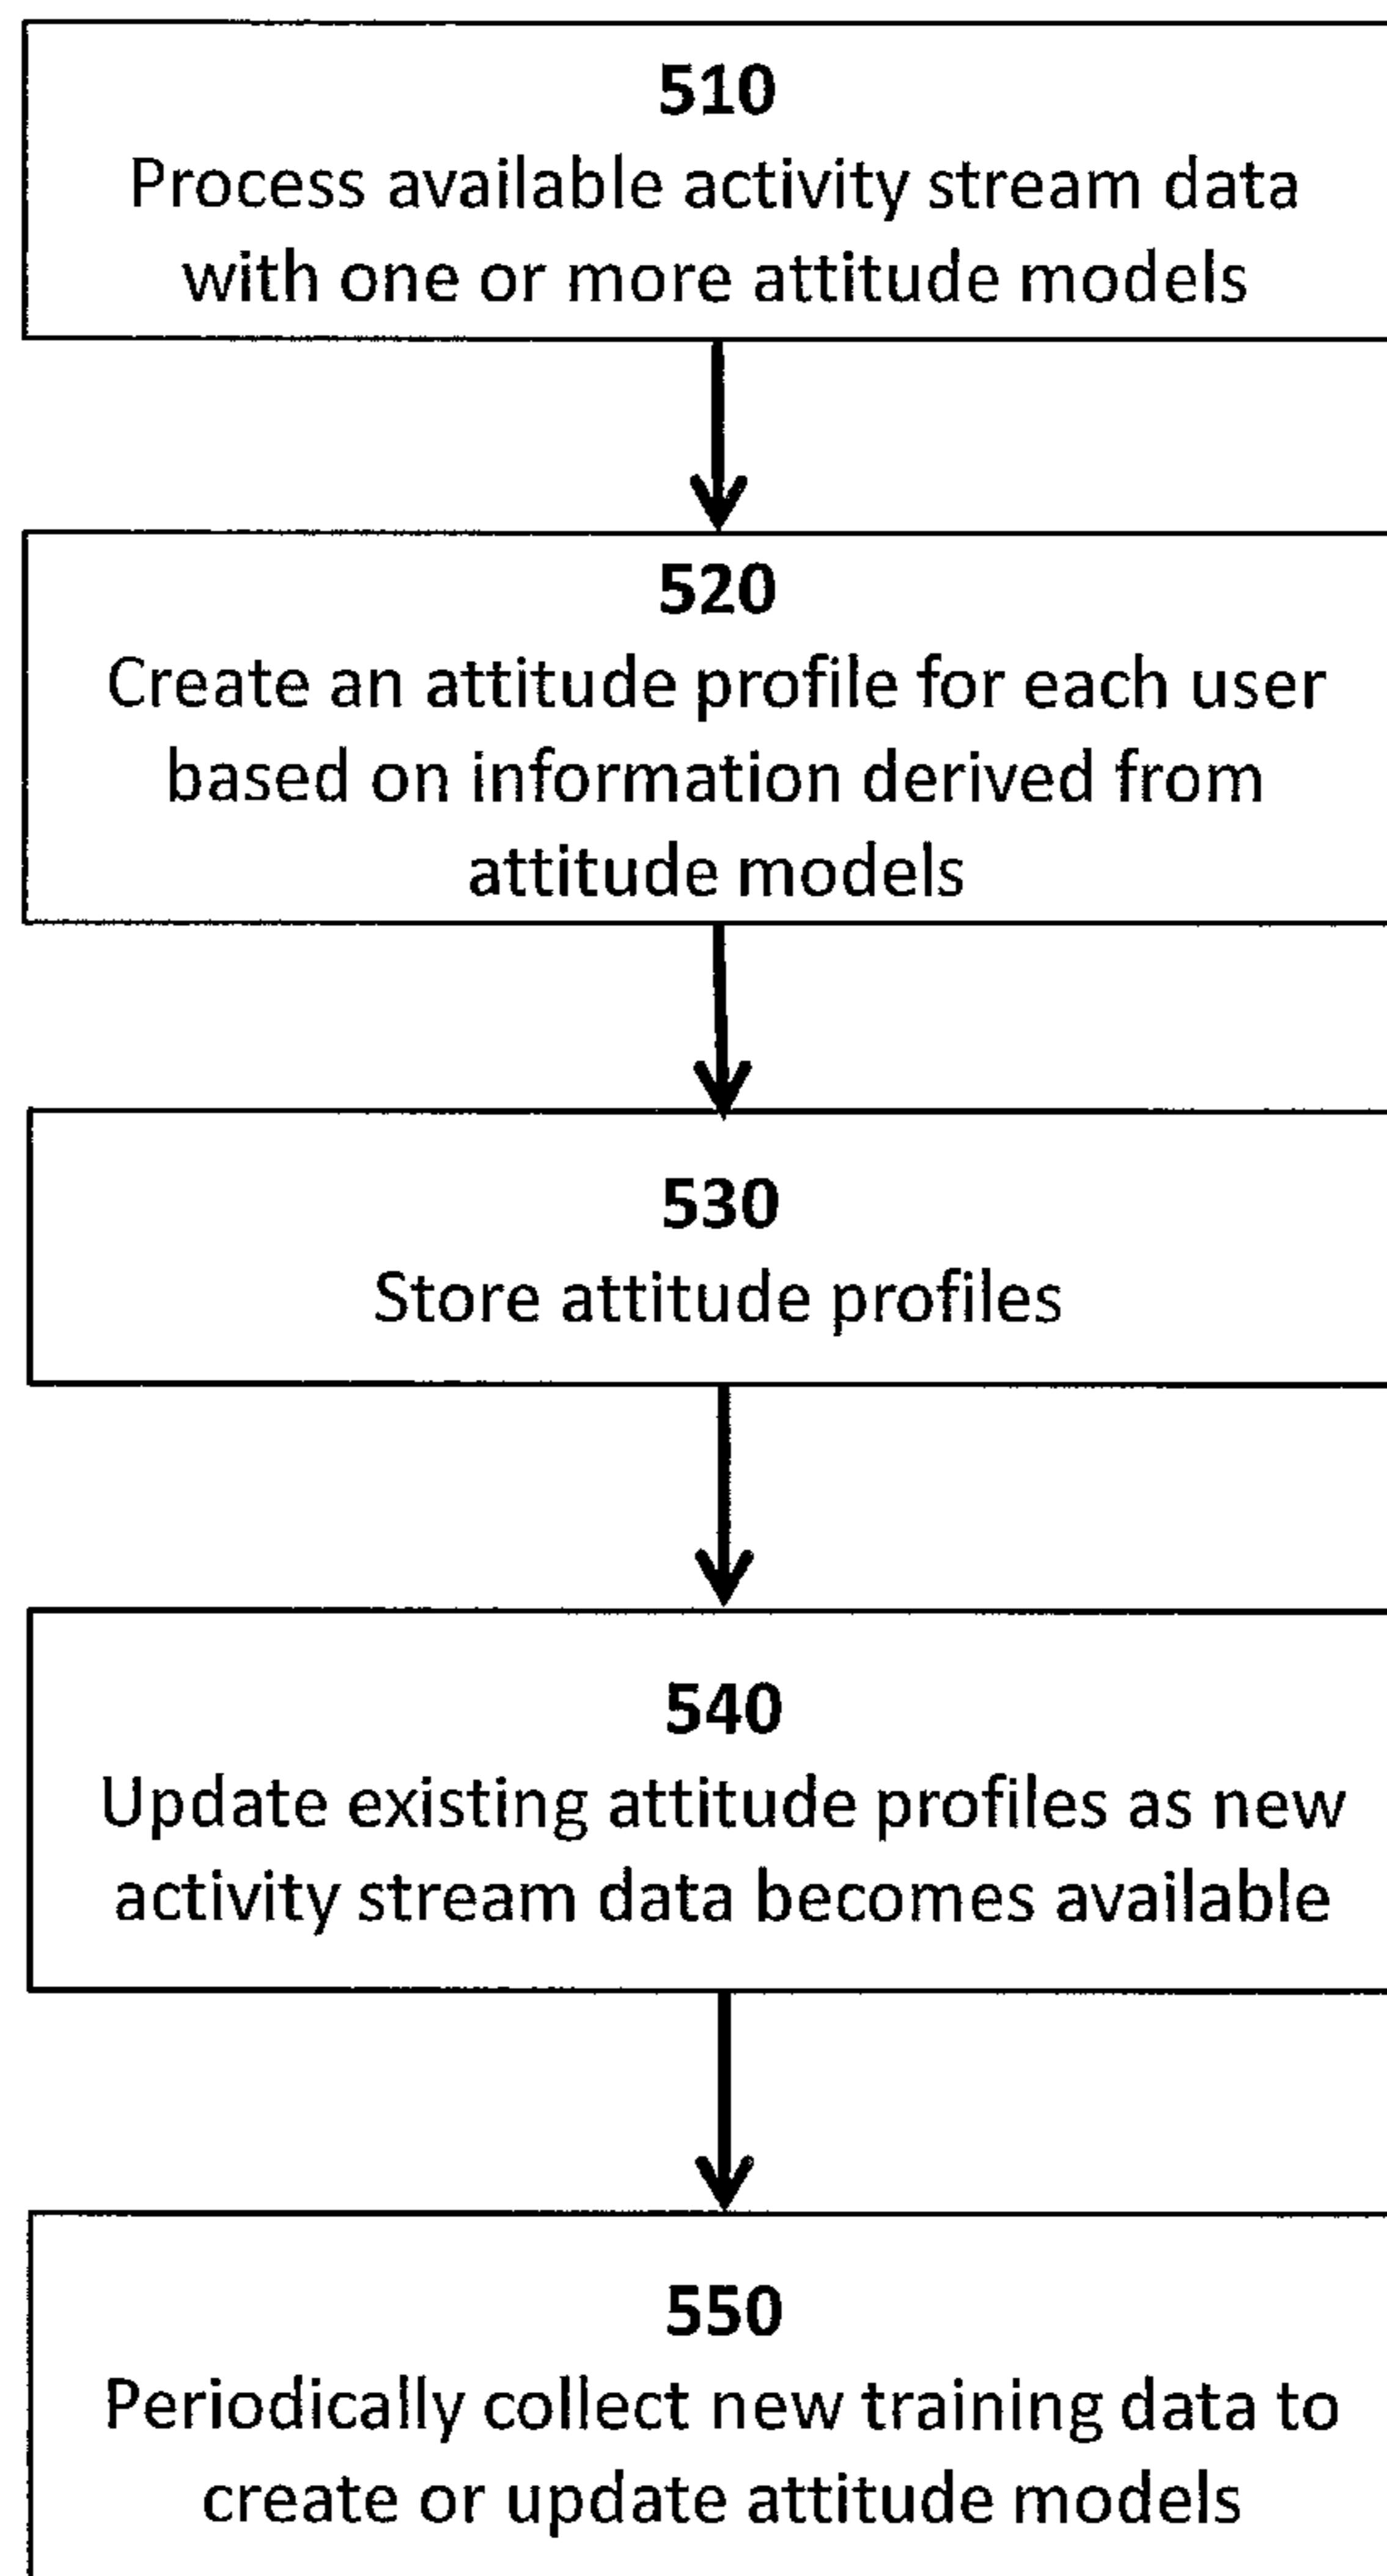 510
Process available activity stream data
with one or more attitude models
520
Create an attitude profile for each user
based on information derived from
attitude models
530
Store attitude profiles
540
Update existing attitude profiles as new
activity stream data becomes available
550
Periodically collect new training data to
create or update attitude models